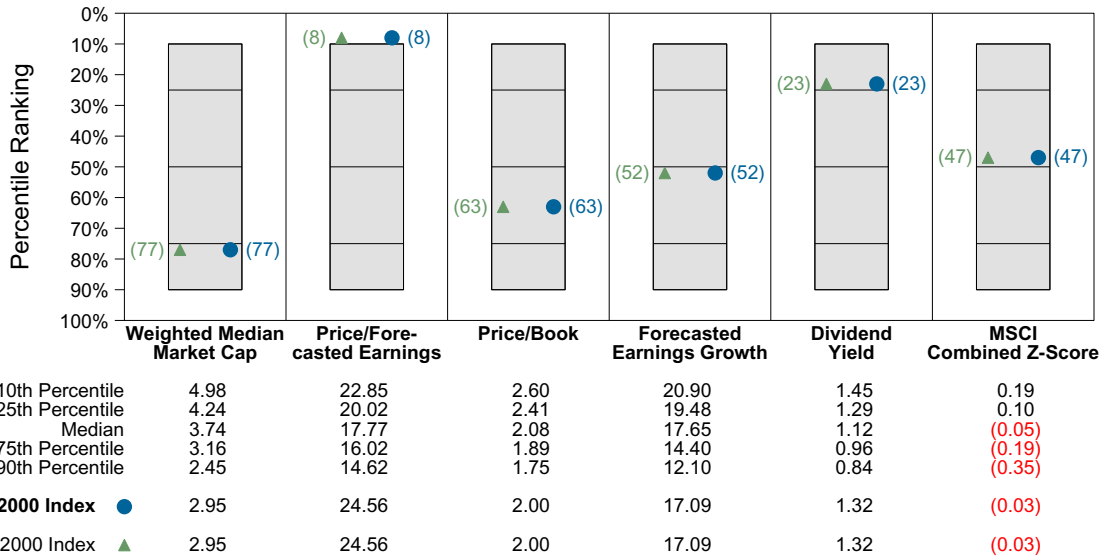 0%
10%
20%
30%
40%
50%
60%
70%
80%
90%
100%
Percentile Ranking
(77) (77)
(8) (8)
(63) (63)
(52) (52)
(23) (23)
(47) (47)
Weighted Median
Market Cap
Price/Fore-
casted Earnings
Price/Book
Forecasted
Earnings Growth
Dividend
Yield
MSCI
Combined Z-Score
10th Percentile 4.98 22.85 2.60 20.90 1.45 0.19
25th Percentile 4.24 20.02 2.41 19.48 1.29 0.10
Median 3.74 17.77 2.08 17.65 1.12 (0.05)
75th Percentile 3.16 16.02 1.89 14.40 0.96 (0.19)
90th Percentile 2.45 14.62 1.75 12.10 0.84 (0.35)
2000 Index 2.95 24.56 2.00 17.09 1.32 (0.03)
2000 Index 2.95 24.56 2.00 17.09 1.32 (0.03)